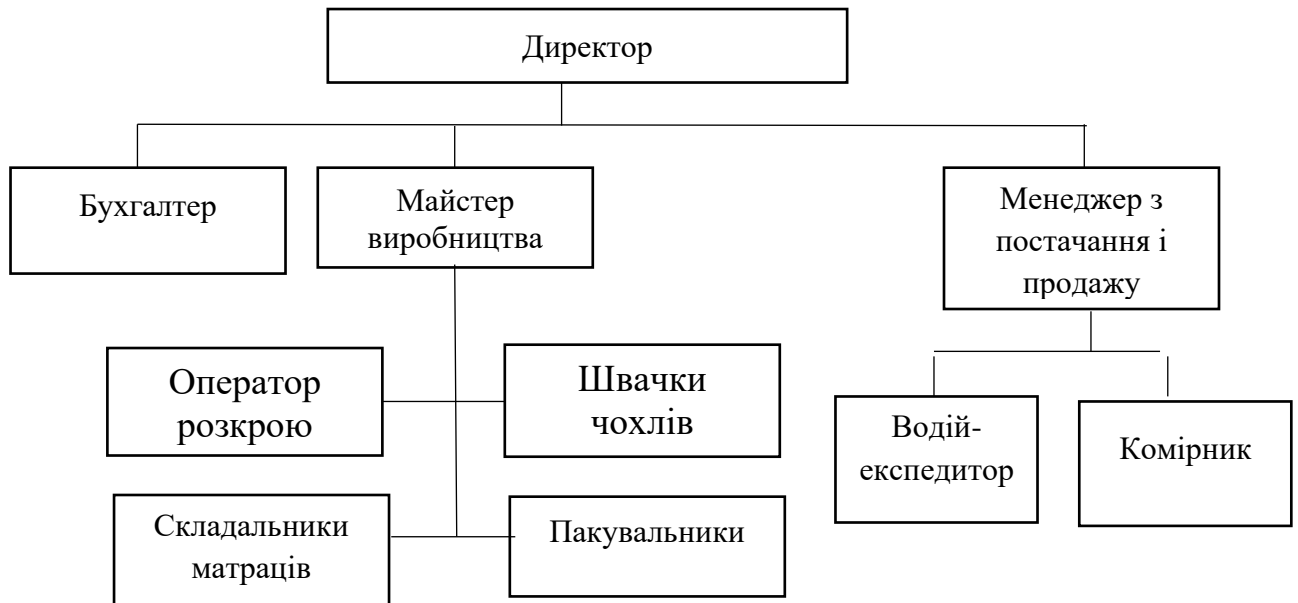 Директор
Бухгалтер
Майстер
виробництва
Менеджер з
постачання і
продажу
Оператор
розкрою
Швачки
чохлів
Водій-
експедитор
Комірник
Складальники
матраців
Пакувальники